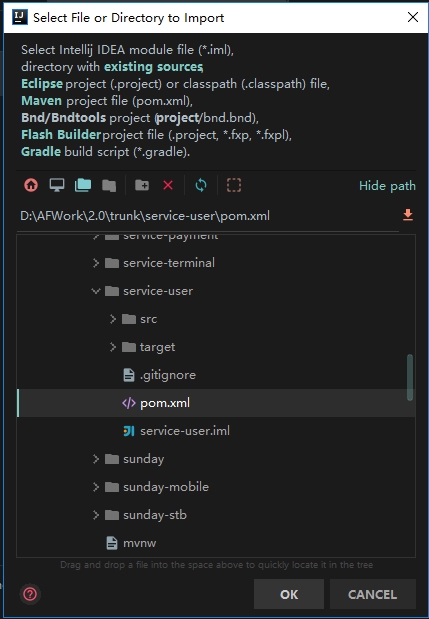 IJ
Select File or Directory to Import
Select Intellij IDEA module file (*.iml),
directory with existing sources,
Eclipse project (.project) or classpath (.classpath) file,
Maven project file (pom.xml),
Bnd/Bndtools project (project/bnd.bnd),
Flash Builder project file (.project, *.fxp, *.fxpl),
Gradle build script (*.gradle).
Hide path
D:\AFWork\2.0\trunk\service-user\pom.xml
service-payment
service-terminal
service-user
src
target
.gitignore
pom.xml
service-user.iml
sunday
sunday-mobile
sunday-stb
mvnw
Drag and drop a file into the space above to quickly locate it in the tree
?
OK
CANCEL